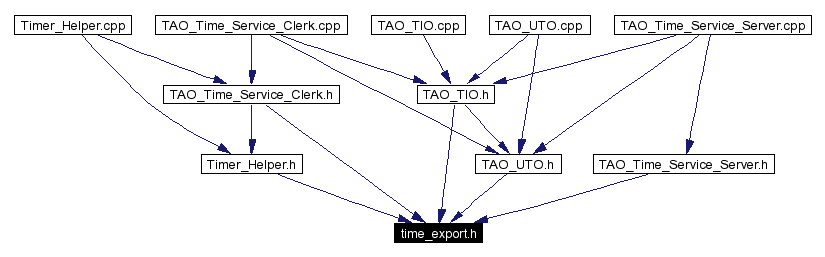 Timer_Helper.cpp
TAO_Time_Service_Clerk.cpp
TAO_TIO.cpp
TAO_UTO.cpp
TAO_Time_Service_Server.cpp
TAO_Time_Service_Clerk.h
TAO_TIO.h
Timer_Helper.h
TAO_UTO.h
TAO_Time_Service_Server.h
time_export.h